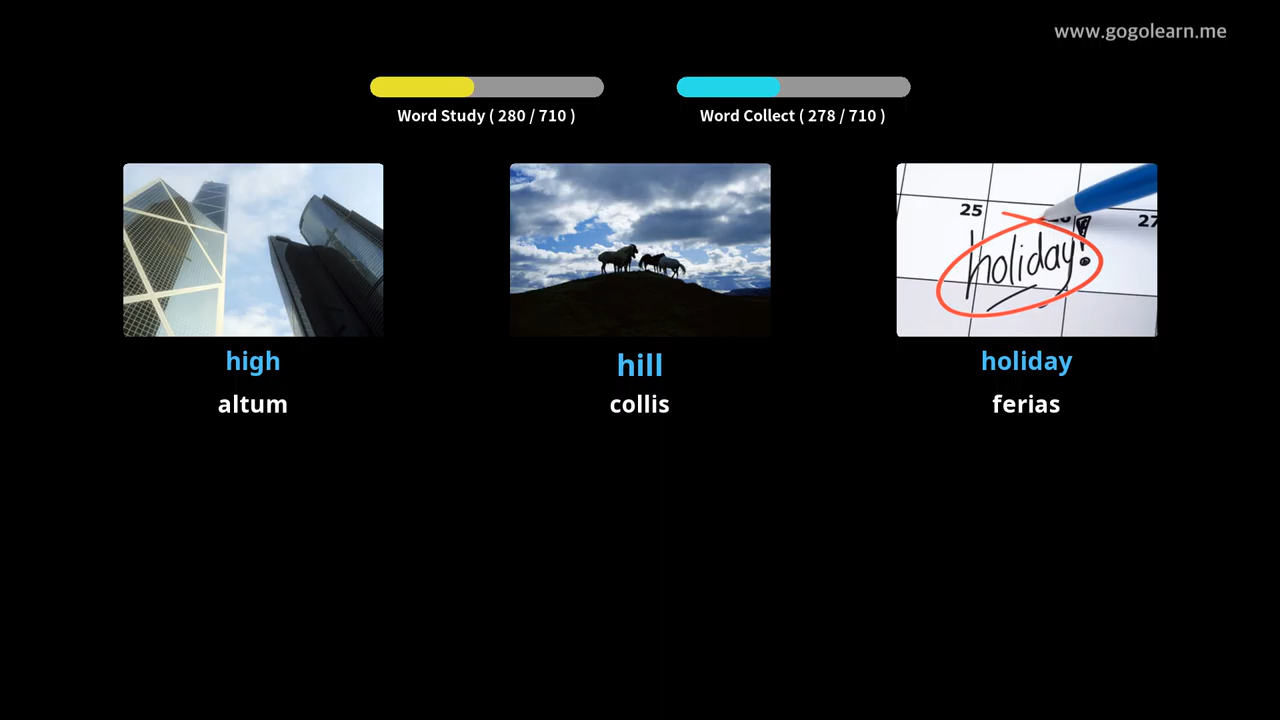 www.gogolearn.me
Word Study ( 280 / 710 )
Word Collect ( 278 / 710 )
25
27
holiday!
high
hill
holiday
altum
collis
ferias